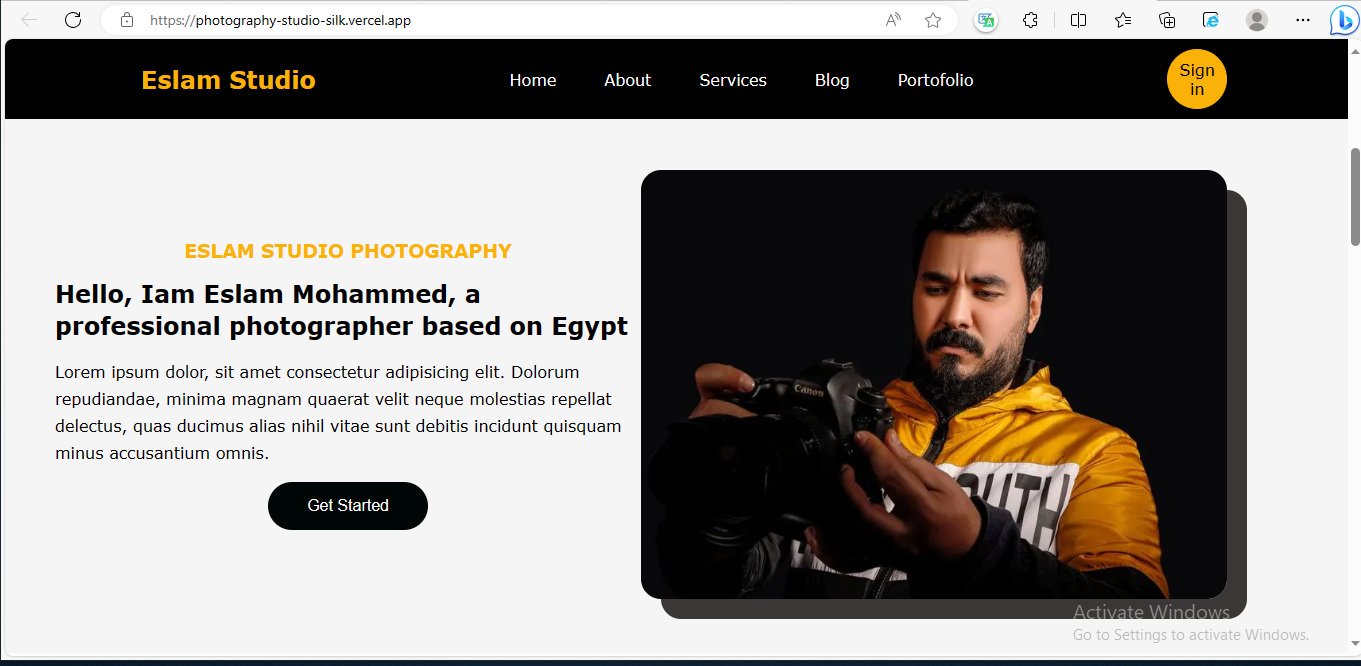 https://photography-studio-silk.vercel.app
Eslam Studio
Home
About
Services
Blog
Portofolio
Sign
in
ESLAM STUDIO PHOTOGRAPHY
Hello, Iam Eslam Mohammed, a
professional photographer based on Egypt
Lorem ipsum dolor, sit amet consectetur adipisicing elit. Dolorum
repudiandae, minima magnam quaerat velit neque molestias repellat
delectus, quas ducimus alias nihil vitae sunt debitis incidunt quisquam
minus accusantium omnis.
Get Started
Canon
Activate Windows
Go to Settings to activate Windows.